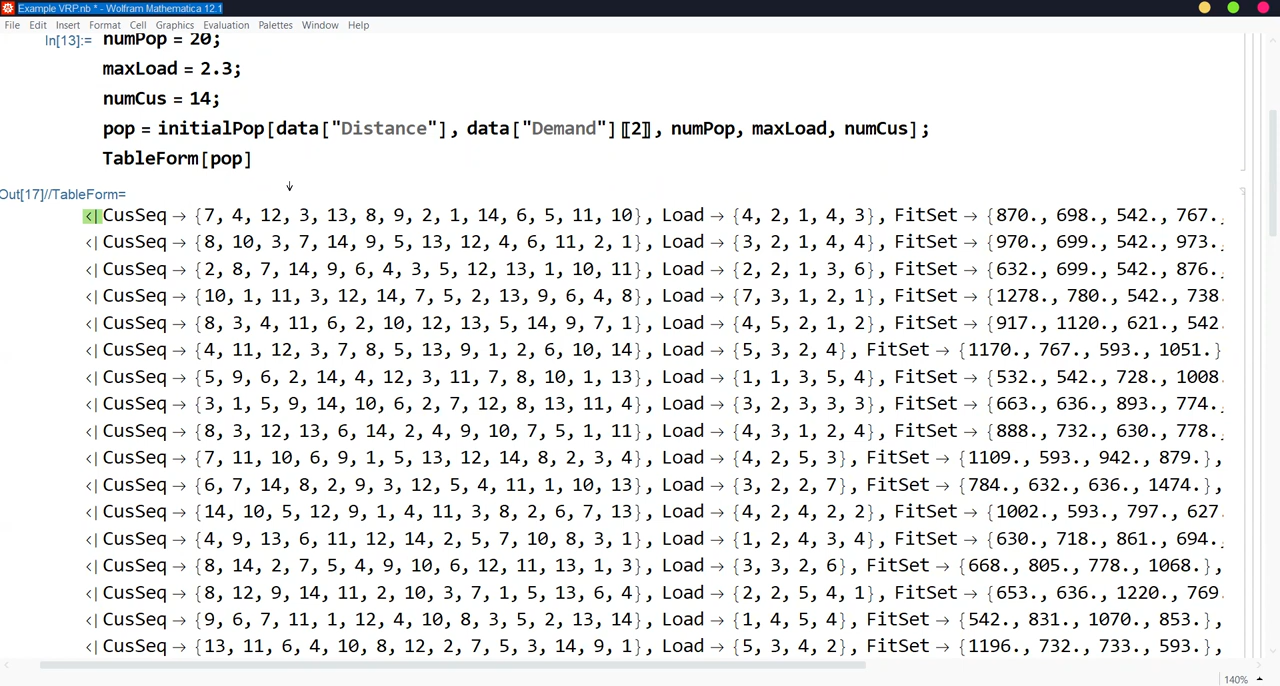 Example VRP.nb * - Wolfram Mathematica 12.1
File Edit Insert Format Cell Graphics Evaluation Palettes Window Help
In[13]:= numPop = 20;
maxLoad = 2.3;
numCus = 14;
pop = initialPop[data["Distance"], data["Demand"]〚2〛, numPop, maxLoad, numCus];
TableForm[pop]
Out[17]//TableForm=
<|CusSeq → {7, 4, 12, 3, 13, 8, 9, 2, 1, 14, 6, 5, 11, 10}, Load → {4, 2, 1, 4, 3}, FitSet → {870., 698., 542., 767.,
<|CusSeq → {8, 10, 3, 7, 14, 9, 5, 13, 12, 4, 6, 11, 2, 1}, Load → {3, 2, 1, 4, 4}, FitSet → {970., 699., 542., 973.,
<|CusSeq → {2, 8, 7, 14, 9, 6, 4, 3, 5, 12, 13, 1, 10, 11}, Load → {2, 2, 1, 3, 6}, FitSet → {632., 699., 542., 876.,
<|CusSeq → {10, 1, 11, 3, 12, 14, 7, 5, 2, 13, 9, 6, 4, 8}, Load → {7, 3, 1, 2, 1}, FitSet → {1278., 780., 542., 738.
<|CusSeq → {8, 3, 4, 11, 6, 2, 10, 12, 13, 5, 14, 9, 7, 1}, Load → {4, 5, 2, 1, 2}, FitSet → {917., 1120., 621., 542.
<|CusSeq → {4, 11, 12, 3, 7, 8, 5, 13, 9, 1, 2, 6, 10, 14}, Load → {5, 3, 2, 4}, FitSet → {1170., 767., 593., 1051.}
<|CusSeq → {5, 9, 6, 2, 14, 4, 12, 3, 11, 7, 8, 10, 1, 13}, Load → {1, 1, 3, 5, 4}, FitSet → {532., 542., 728., 1008.
<|CusSeq → {3, 1, 5, 9, 14, 10, 6, 2, 7, 12, 8, 13, 11, 4}, Load → {3, 2, 3, 3, 3}, FitSet → {663., 636., 893., 774.,
<|CusSeq → {8, 3, 12, 13, 6, 14, 2, 4, 9, 10, 7, 5, 1, 11}, Load → {4, 3, 1, 2, 4}, FitSet → {888., 732., 630., 778.,
<|CusSeq → {7, 11, 10, 6, 9, 1, 5, 13, 12, 14, 8, 2, 3, 4}, Load → {4, 2, 5, 3}, FitSet → {1109., 593., 942., 879.},
<|CusSeq → {6, 7, 14, 8, 2, 9, 3, 12, 5, 4, 11, 1, 10, 13}, Load → {3, 2, 2, 7}, FitSet → {784., 632., 636., 1474.},
<|CusSeq → {14, 10, 5, 12, 9, 1, 4, 11, 3, 8, 2, 6, 7, 13}, Load → {4, 2, 4, 2, 2}, FitSet → {1002., 593., 797., 627.
<|CusSeq → {4, 9, 13, 6, 11, 12, 14, 2, 5, 7, 10, 8, 3, 1}, Load → {1, 2, 4, 3, 4}, FitSet → {630., 718., 861., 694.,
<|CusSeq → {8, 14, 2, 7, 5, 4, 9, 10, 6, 12, 11, 13, 1, 3}, Load → {3, 3, 2, 6}, FitSet → {668., 805., 778., 1068.},
<|CusSeq → {8, 12, 9, 14, 11, 2, 10, 3, 7, 1, 5, 13, 6, 4}, Load → {2, 2, 5, 4, 1}, FitSet → {653., 636., 1220., 769.
<|CusSeq → {9, 6, 7, 11, 1, 12, 4, 10, 8, 3, 5, 2, 13, 14}, Load → {1, 4, 5, 4}, FitSet → {542., 831., 1070., 853.},
<|CusSeq → {13, 11, 6, 4, 10, 8, 12, 2, 7, 5, 3, 14, 9, 1}, Load → {5, 3, 4, 2}, FitSet → {1196., 732., 733., 593.},
140%